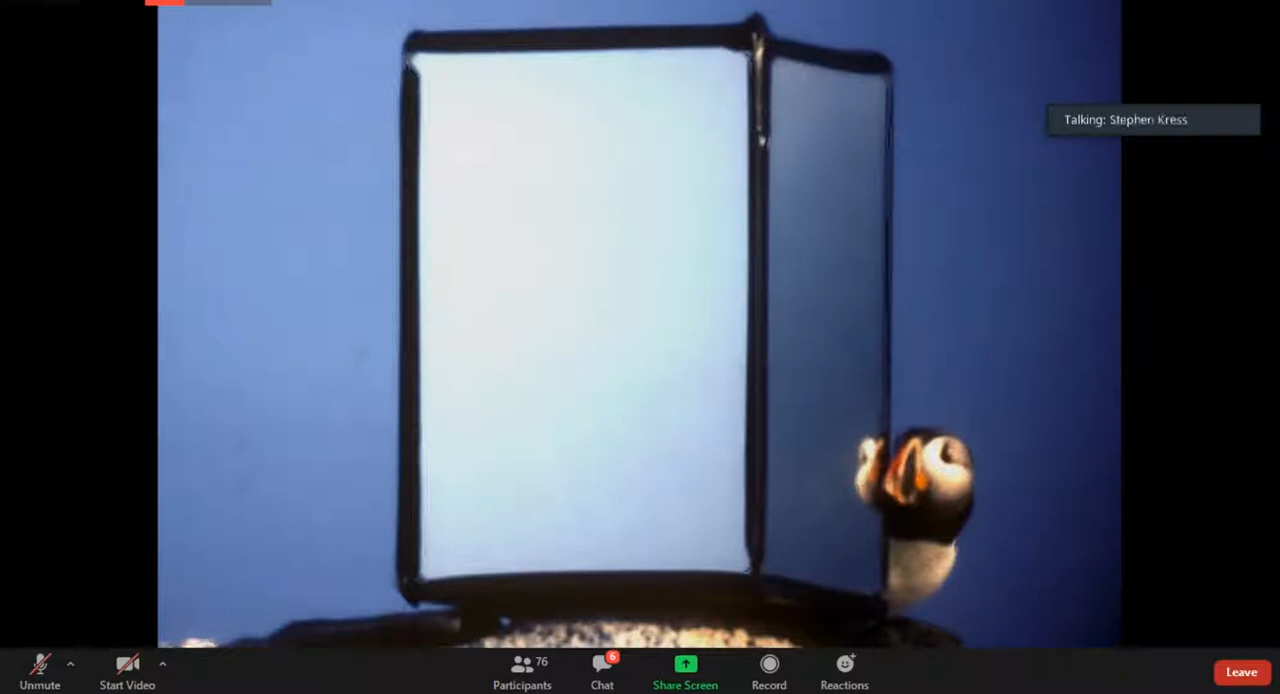 Talking: Stephen Kress
Unmute
Start Video
Participants
76
Chat
6
Share Screen
Record
Reactions
Leave